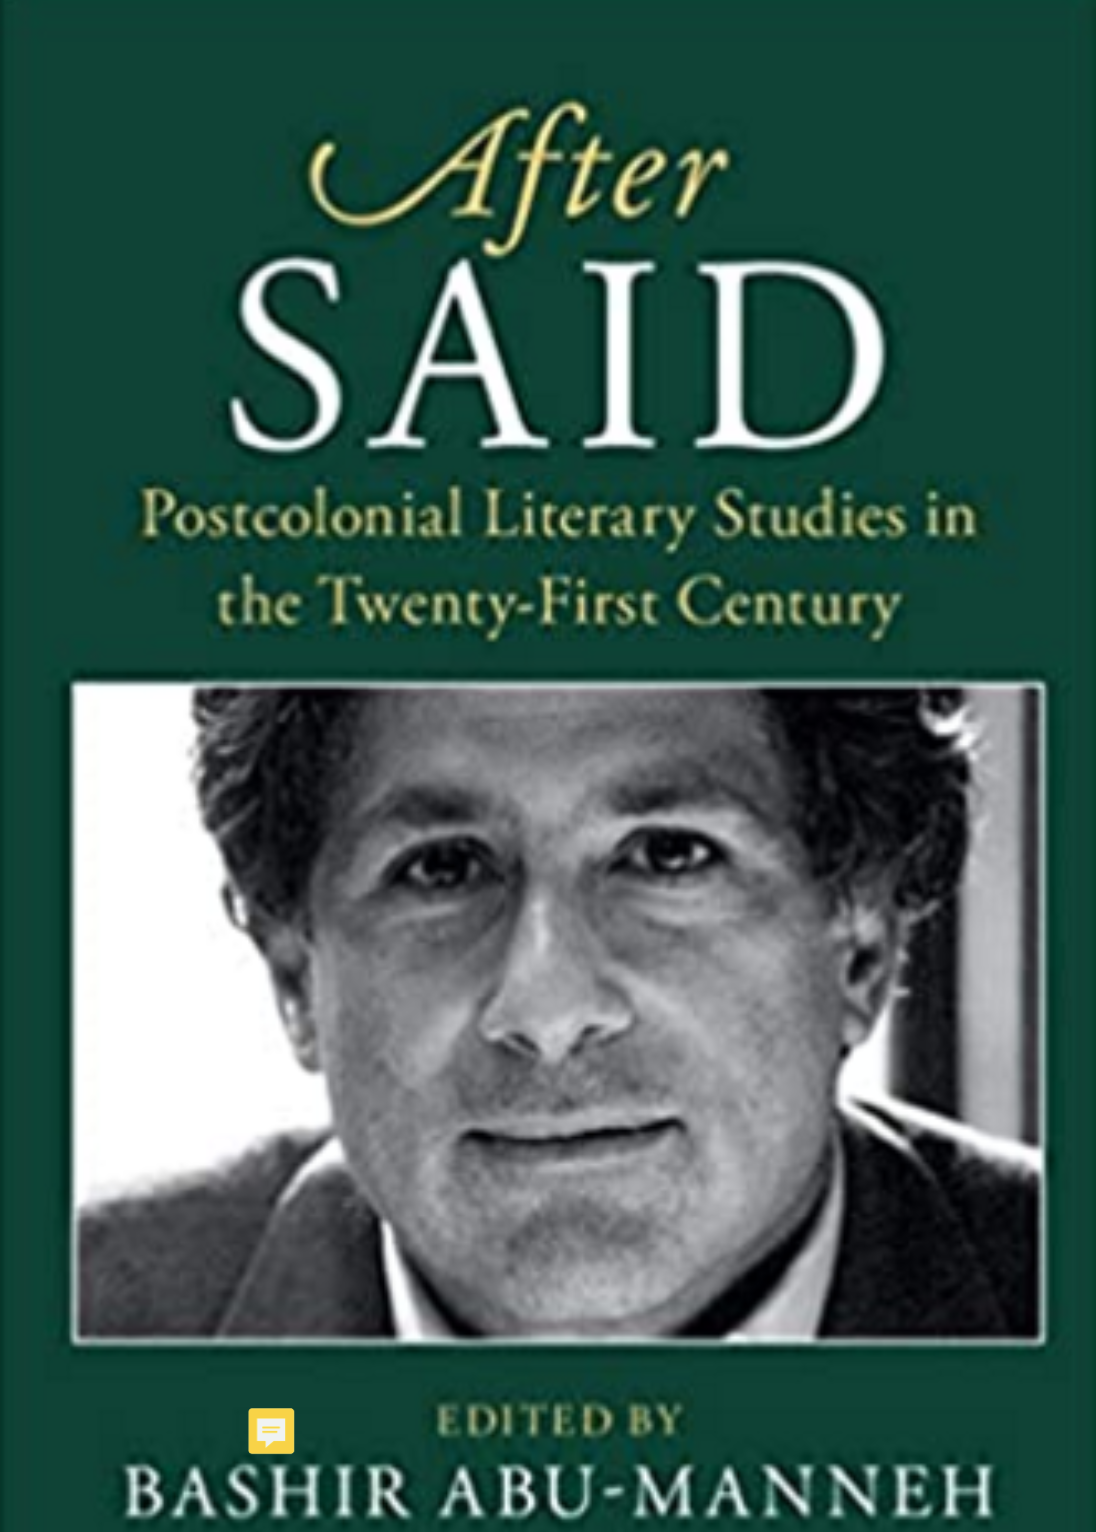 After
SAID
Postcolonial Literary Studies in
the Twenty-First Century
EDITED BY
BASHIR ABU-MANNEH